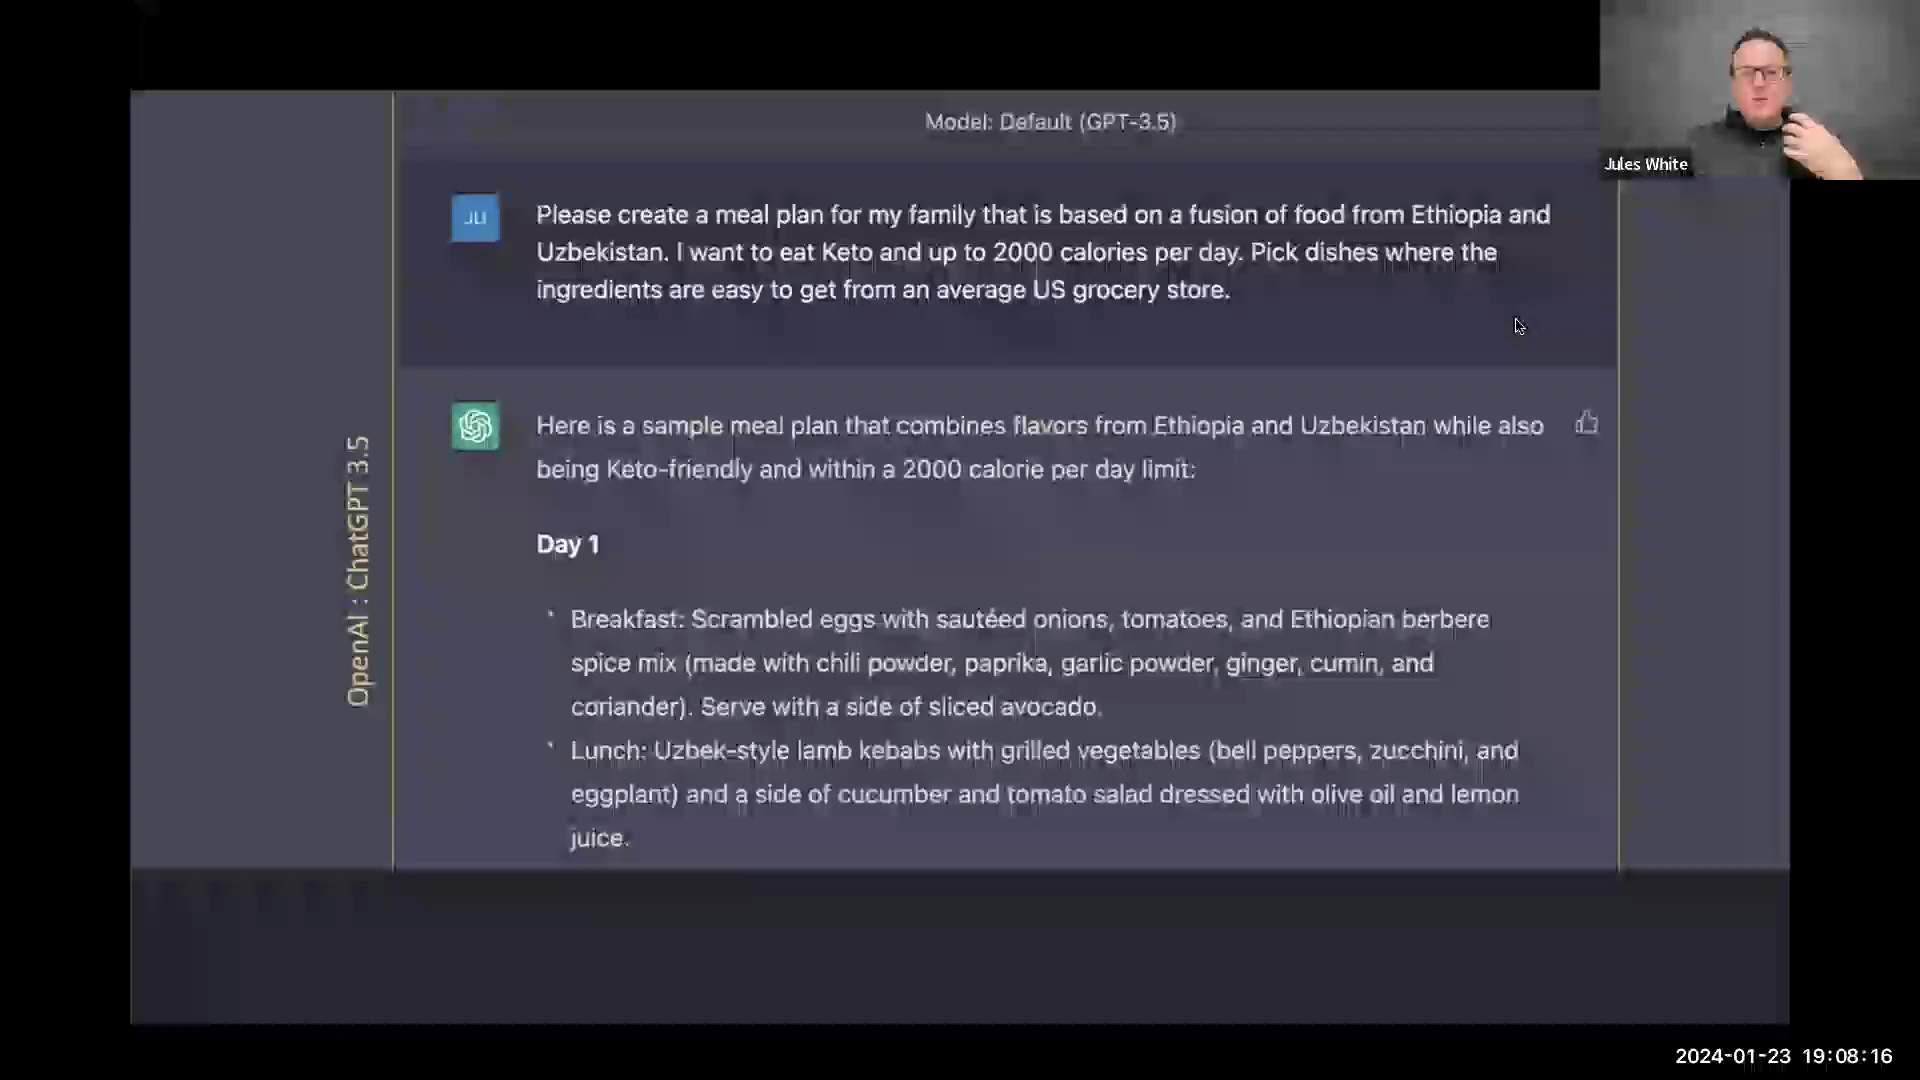 Model: Default (GPT-3.5)
Jules White
JU
Please create a meal plan for my family that is based on a fusion of food from Ethiopia and
Uzbekistan. I want to eat Keto and up to 2000 calories per day. Pick dishes where the
ingredients are easy to get from an average US grocery store.
Here is a sample meal plan that combines flavors from Ethiopia and Uzbekistan while also
being Keto-friendly and within a 2000 calorie per day limit:
Day 1
Breakfast: Scrambled eggs with sautéed onions, tomatoes, and Ethiopian berbere
spice mix (made with chili powder, paprika, garlic powder, ginger, cumin, and
coriander). Serve with a side of sliced avocado.
Lunch: Uzbek-style lamb kebabs with grilled vegetables (bell peppers, zucchini, and
eggplant) and a side of cucumber and tomato salad dressed with olive oil and lemon
juice.
OpenAI : ChatGPT 3.5
2024-01-23 19:08:16